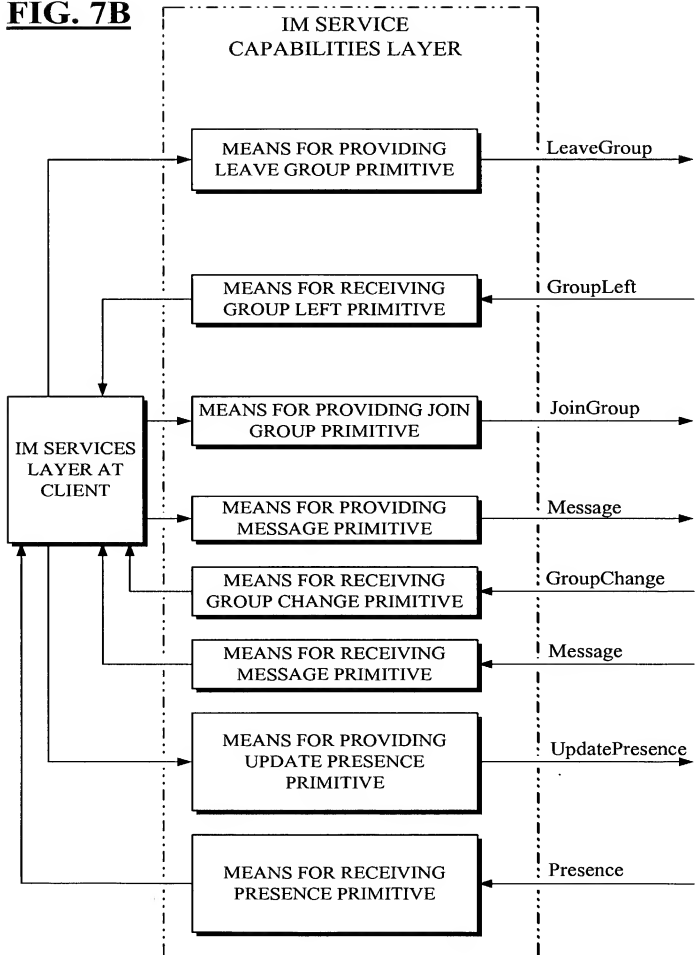 FIG. 7B
IM SERVICE
CAPABILITIES LAYER
MEANS FOR PROVIDING
LEAVE GROUP PRIMITIVE
LeaveGroup
MEANS FOR RECEIVING
GROUP LEFT PRIMITIVE
GroupLeft
IM SERVICES
LAYER AT
CLIENT
MEANS FOR PROVIDING JOIN
GROUP PRIMITIVE
JoinGroup
MEANS FOR PROVIDING
MESSAGE PRIMITIVE
Message
MEANS FOR RECEIVING
GROUP CHANGE PRIMITIVE
GroupChange
MEANS FOR RECEIVING
MESSAGE PRIMITIVE
Message
MEANS FOR PROVIDING
UPDATE PRESENCE
PRIMITIVE
UpdatePresence
MEANS FOR RECEIVING
PRESENCE PRIMITIVE
Presence